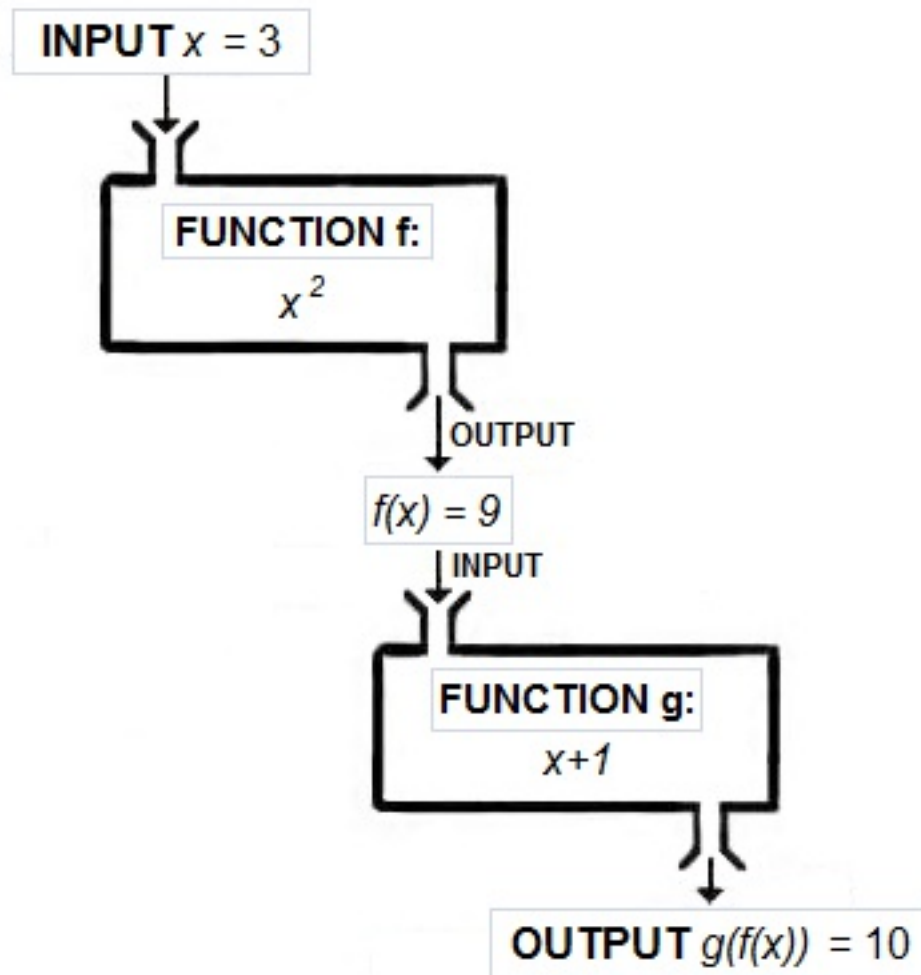 INPUT x = 3
FUNCTION f:
x²
OUTPUT
f(x) = 9
INPUT
FUNCTION g:
x+1
OUTPUT g(f(x)) = 10